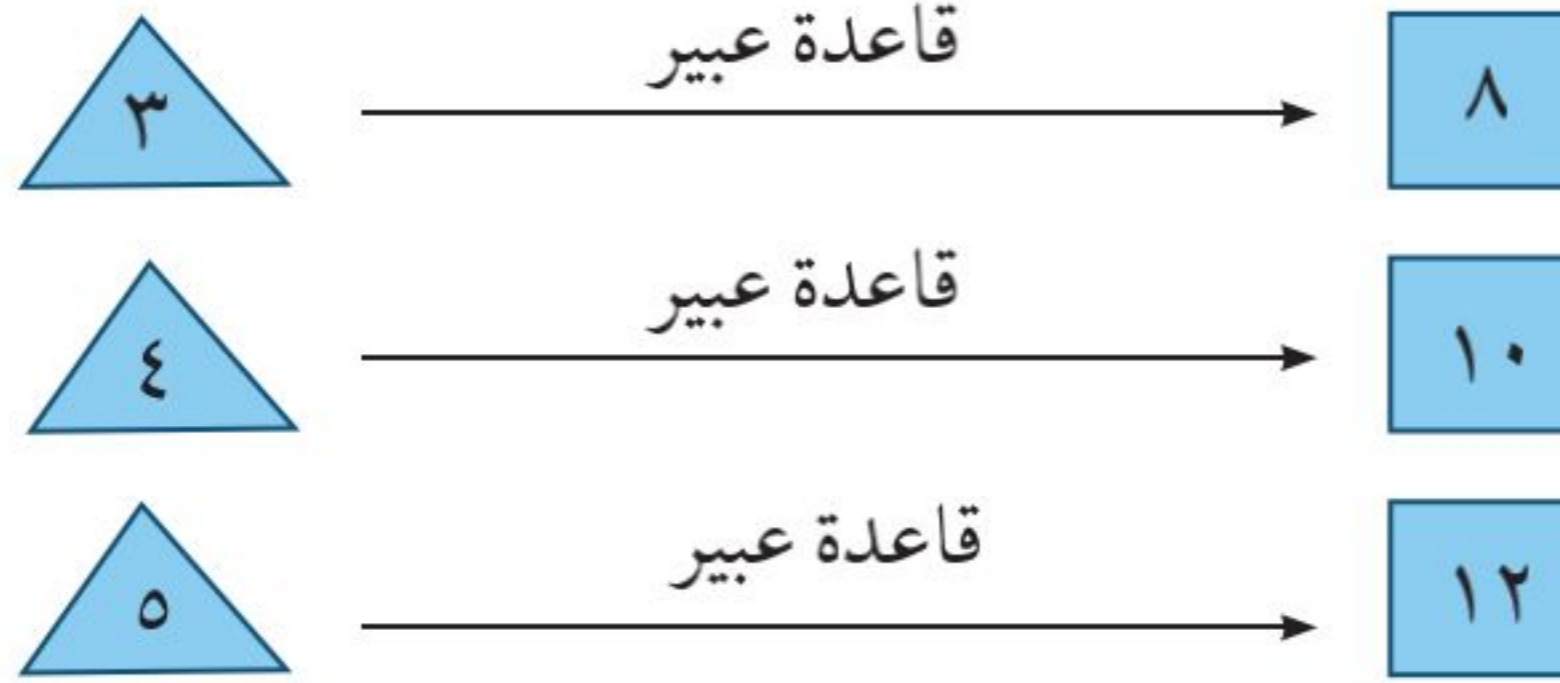 ٣ قاعدة عبير ٨
٤ قاعدة عبير ١٠
٥ قاعدة عبير ١٢